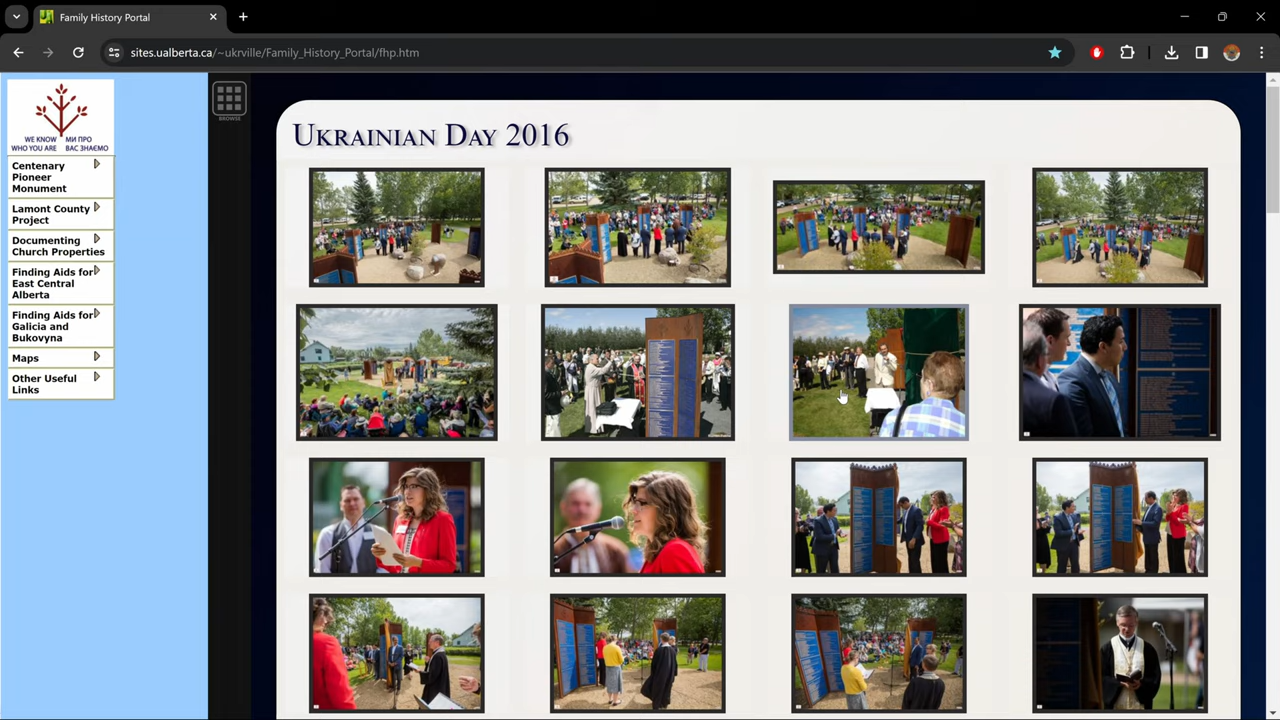 Family History Portal
sites.ualberta.ca/~ukrville/Family_History_Portal/fhp.htm
WE KNOW МИ ПРО
WHO YOU ARE ВАС ЗНАЄМО
BROWSE
Ukrainian Day 2016
Centenary
Pioneer
Monument
Lamont County
Project
Documenting
Church Properties
Finding Aids for
East Central
Alberta
Finding Aids for
Galicia and
Bukovyna
Maps
Other Useful
Links